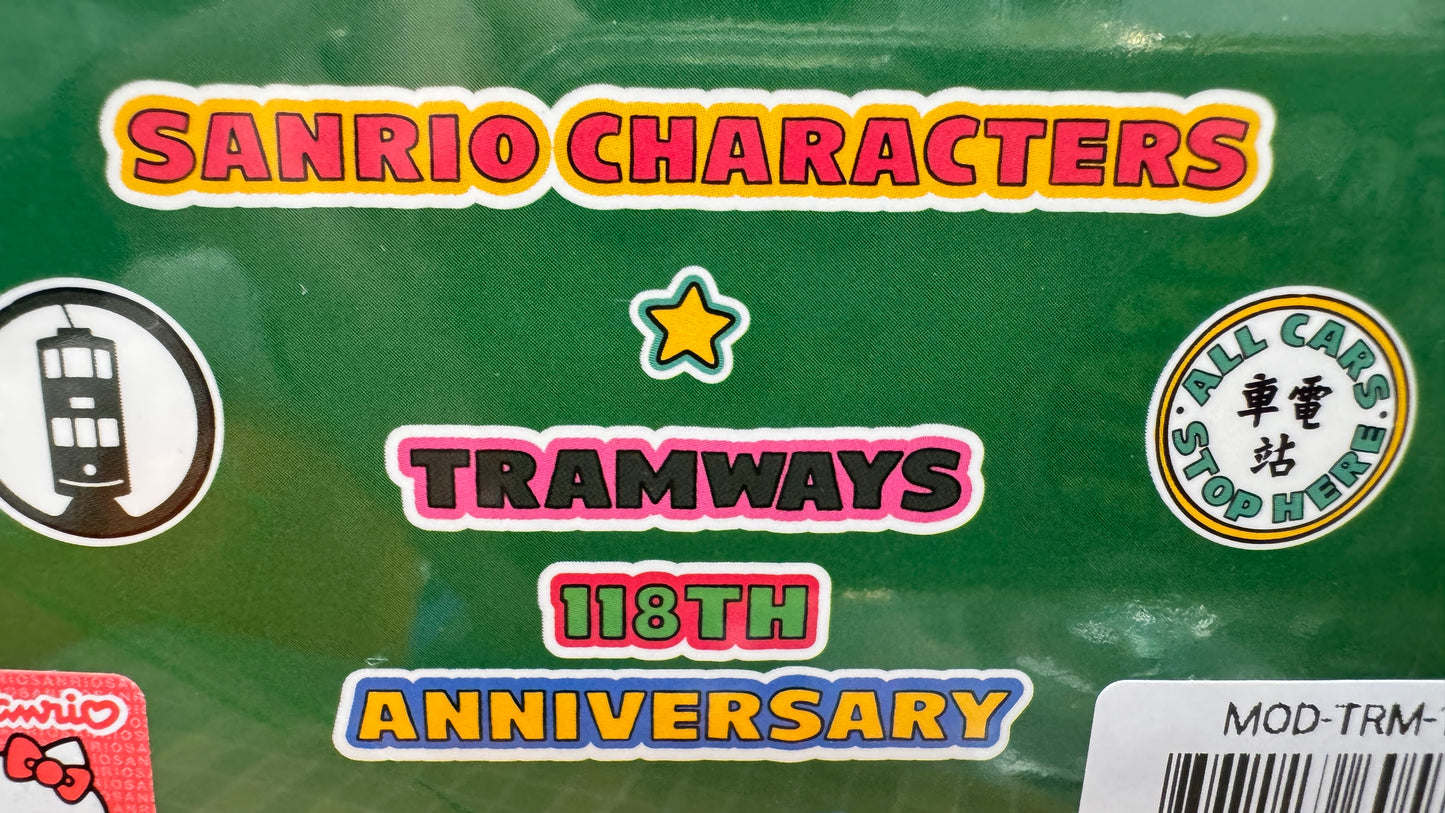 SANRIO CHARACTERS
ALL CARS
電車
站
STOP HERE
TRAMWAYS
118TH
ANNIVERSARY
MOD-TRM-